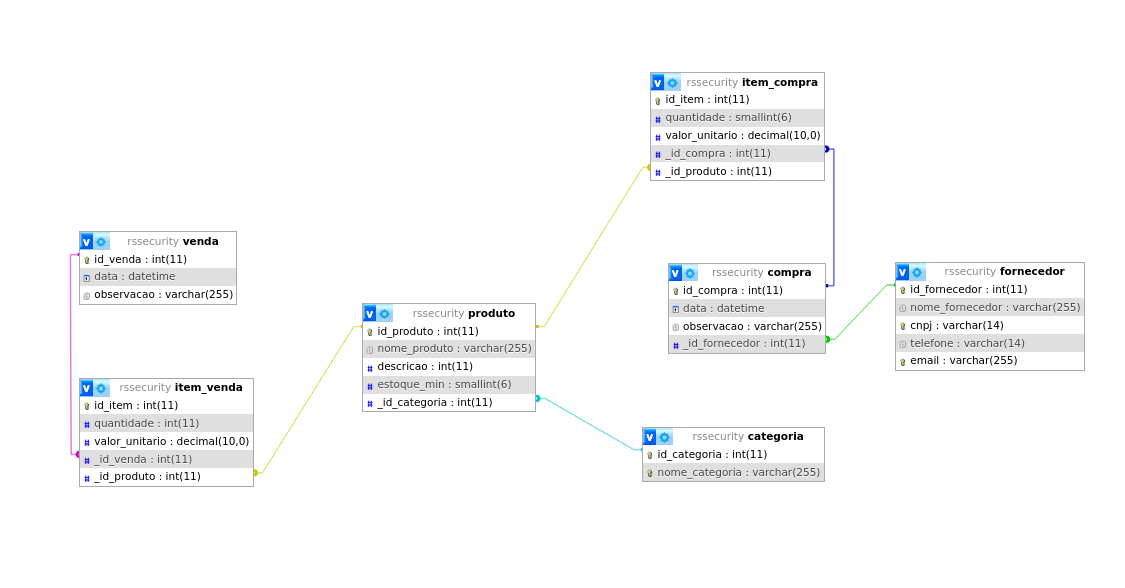 v rssecurity item_compra
id_item : int(11)
quantidade : smallint(6)
valor_unitario : decimal(10,0)
_id_compra : int(11)
_id_produto : int(11)
v rssecurity venda
id_venda : int(11)
data : datetime
observacao : varchar(255)
v rssecurity compra
id_compra : int(11)
data : datetime
observacao : varchar(255)
_id_fornecedor : int(11)
v rssecurity fornecedor
id_fornecedor : int(11)
nome_fornecedor : varchar(255)
cnpj : varchar(14)
telefone : varchar(14)
email : varchar(255)
v rssecurity produto
id_produto : int(11)
nome_produto : varchar(255)
descricao : int(11)
estoque_min : smallint(6)
_id_categoria : int(11)
v rssecurity item_venda
id_item : int(11)
quantidade : int(11)
valor_unitario : decimal(10,0)
_id_venda : int(11)
_id_produto : int(11)
v rssecurity categoria
id_categoria : int(11)
nome_categoria : varchar(255)